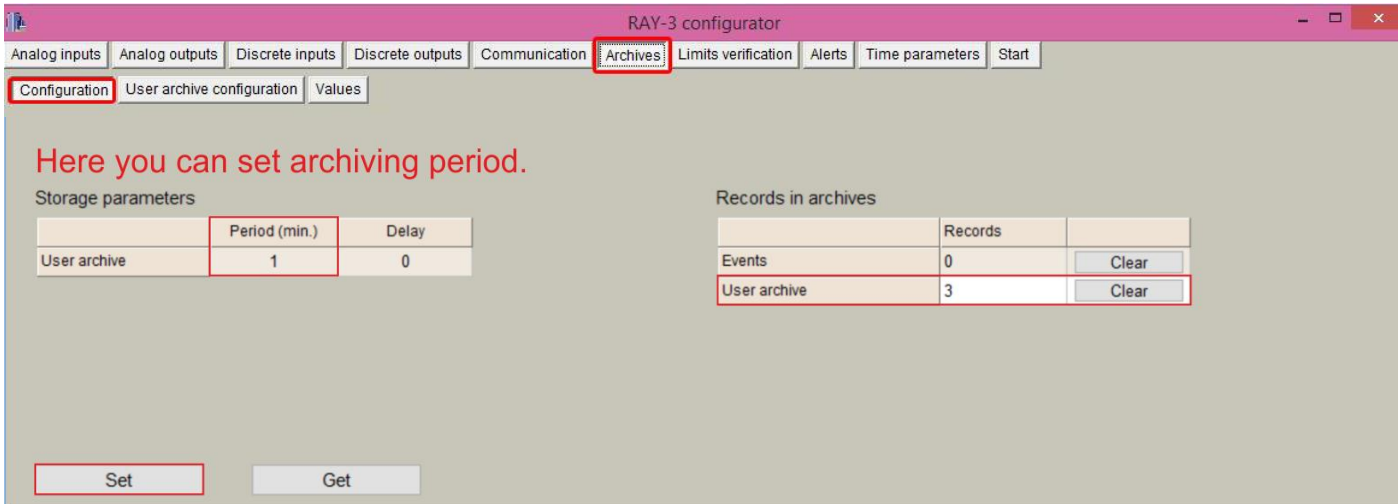 RAY-3 configurator
Analog inputs Analog outputs Discrete inputs Discrete outputs Communication Archives Limits verification Alerts Time parameters Start
Configuration User archive configuration Values
Here you can set archiving period.
Storage parameters
Period (min.) Delay
User archive 1 0
Records in archives
Records
Events 0 Clear
User archive 3 Clear
Set Get